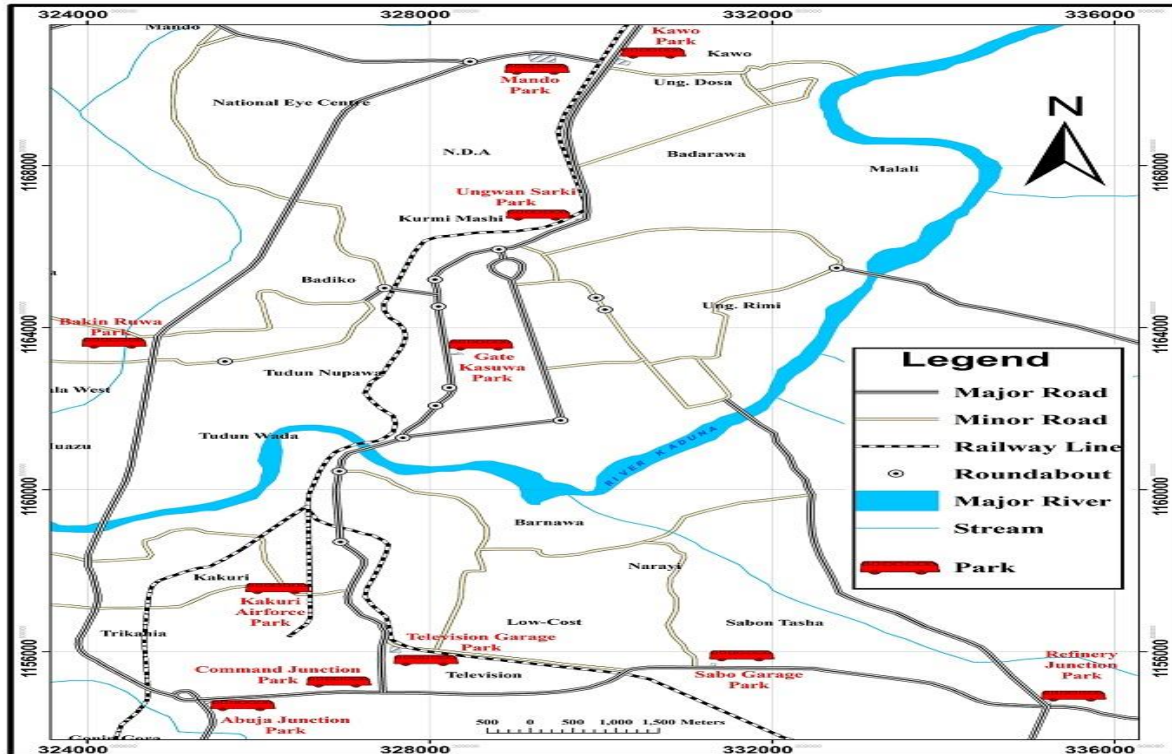 324000 328000 332000 336000
Mando
Kawo
Park
Kawo
Mando
Park
Ung. Dosa
National Eye Centre
1168000
N.D.A
Badarawa
Malali
1168000
N
Ungwan Sarki
Park
Kurmi Mashi
Badiko
Ung. Rimi
1164000
Bakin Ruwa
Park
1164000
Gate
Kasuwa
Park
Tudun Nupawa
la West
Tudun Wada
uazu
RIVER KADUNA
1160000
1160000
Barnawa
Narayi
Kakuri
Kakuri
Airforce
Park
Low-Cost
Sabon Tasha
Trikania
1156000
1156000
Television Garage
Park
Command Junction
Park
Television
Sabo Garage
Park
Refinery
Junction
Park
Abuja Junction
Park
Gonin Gora
500 0 500 1,000 1,500 Meters
324000 328000 332000 336000
Legend
Major Road
Minor Road
Railway Line
Roundabout
Major River
Stream
Park